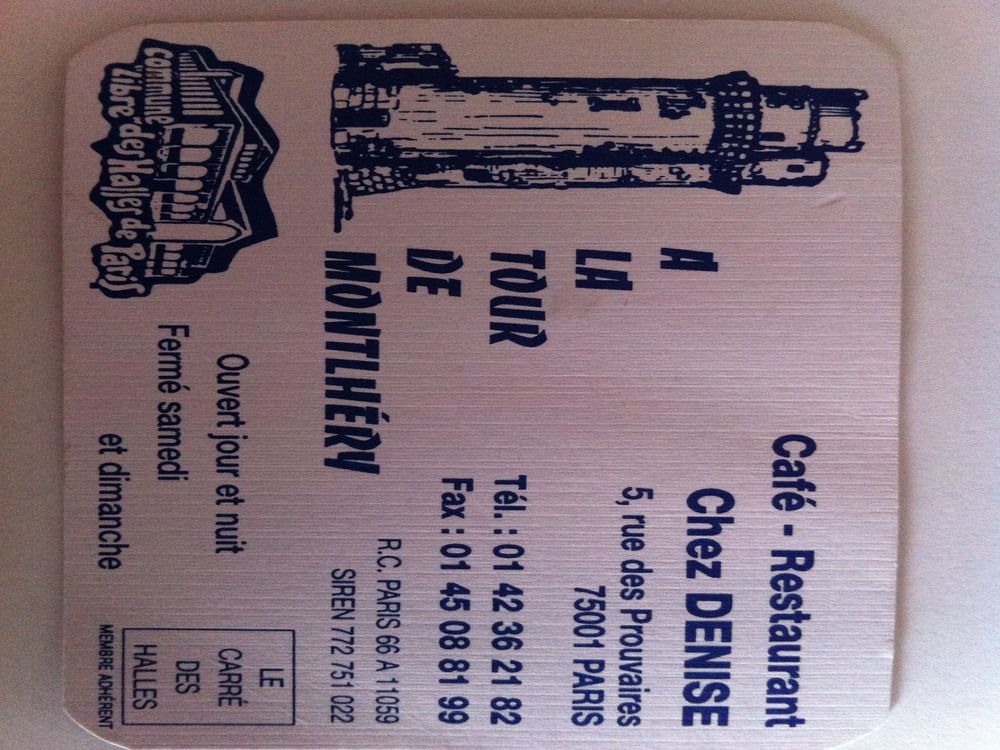 Café - Restaurant
Chez DENISE
5, rue des Prouvaires
75001 PARIS
A
LA
TOUR
DE
MONTLHÉRY
Tél. : 01 42 36 21 82
Fax : 01 45 08 81 99
R.C. PARIS 66 A 11059
SIREN 772 751 022
Commune
Libre des Halles de Paris
Ouvert jour et nuit
Fermé samedi
et dimanche
LE
CARRÉ
DES
HALLES
MEMBRE ADHÉRENT